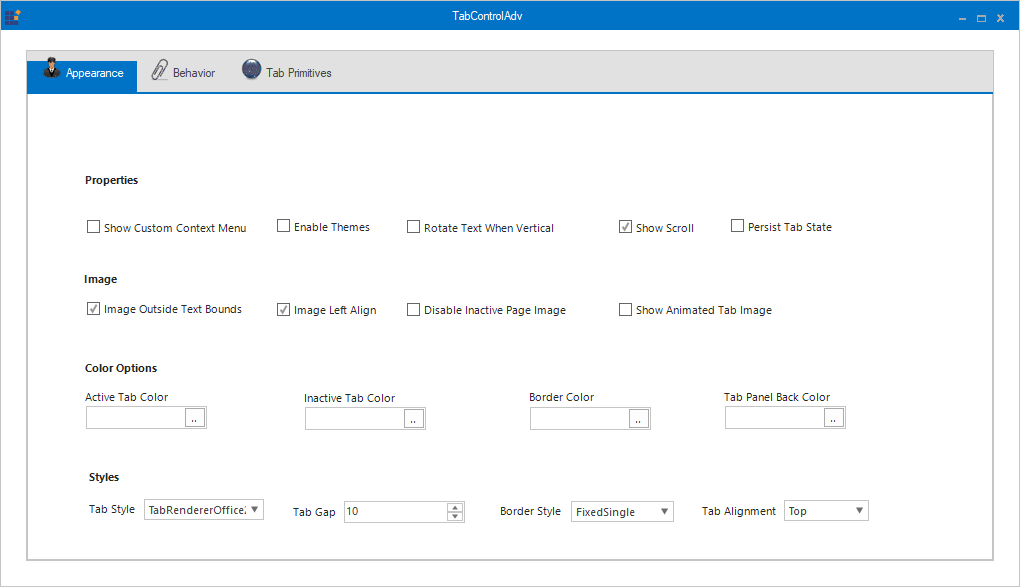 TabControlAdv
Appearance Behavior Tab Primitives
Properties
Show Custom Context Menu Enable Themes Rotate Text When Vertical Show Scroll Persist Tab State
Image
Image Outside Text Bounds Image Left Align Disable Inactive Page Image Show Animated Tab Image
Color Options
Active Tab Color Inactive Tab Color Border Color Tab Panel Back Color
.. .. .. ..
Styles
Tab Style TabRendererOffice Tab Gap 10 Border Style FixedSingle Tab Alignment Top